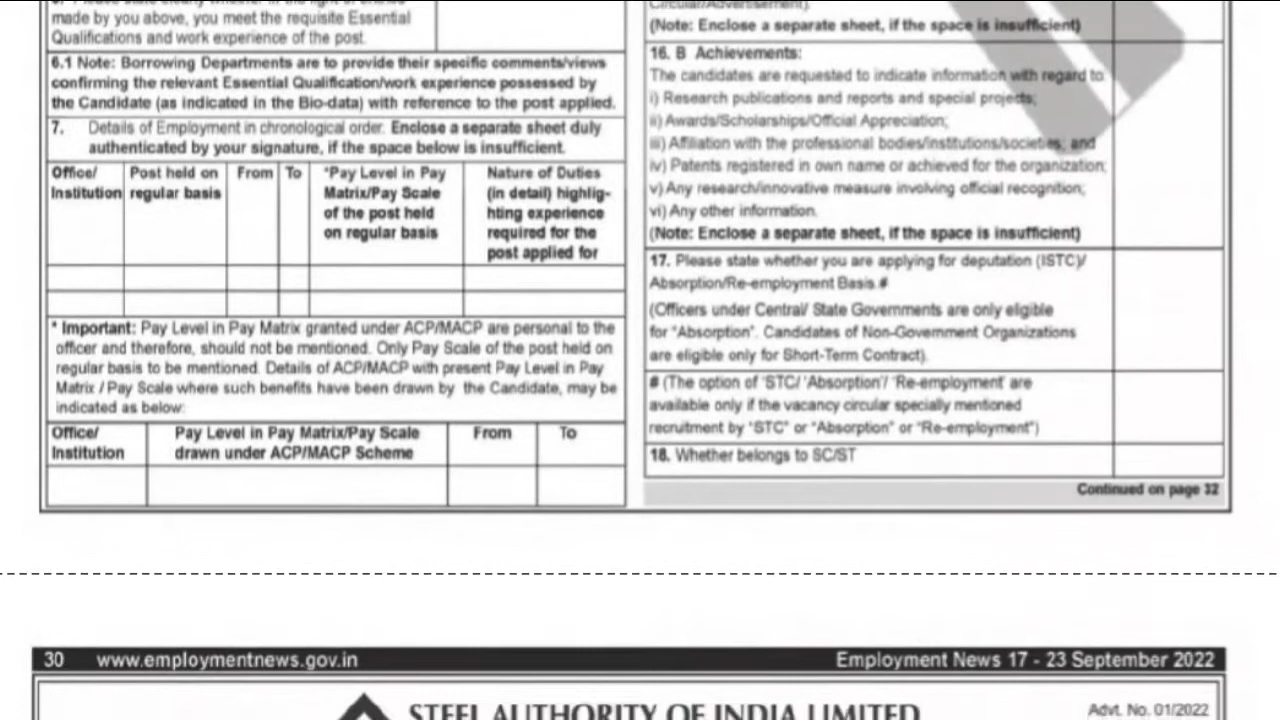 made by you above, you meet the requisite Essential
Qualifications and work experience of the post.
6.1 Note: Borrowing Departments are to provide their specific comments/views
confirming the relevant Essential Qualification/work experience possessed by
the Candidate (as indicated in the Bio-data) with reference to the post applied.
7. Details of Employment in chronological order. Enclose a separate sheet duly
authenticated by your signature, if the space below is insufficient.
Office/
Institution
Post held on
regular basis
From
To
*Pay Level in Pay
Matrix/Pay Scale
of the post held
on regular basis
Nature of Duties
(in detail) highlig-
hting experience
required for the
post applied for
* Important: Pay Level in Pay Matrix granted under ACP/MACP are personal to the
officer and therefore, should not be mentioned. Only Pay Scale of the post held on
regular basis to be mentioned. Details of ACP/MACP with present Pay Level in Pay
Matrix / Pay Scale where such benefits have been drawn by the Candidate, may be
indicated as below:
Office/
Institution
Pay Level in Pay Matrix/Pay Scale
drawn under ACP/MACP Scheme
From
To
Circular/Advertisement).
(Note: Enclose a separate sheet, if the space is insufficient)
16. B Achievements:
The candidates are requested to indicate information with regard to
i) Research publications and reports and special projects;
ii) Awards/Scholarships/Official Appreciation;
iii) Affiliation with the professional bodies/institutions/societies; and
iv) Patents registered in own name or achieved for the organization;
v) Any research/innovative measure involving official recognition;
vi) Any other information.
(Note: Enclose a separate sheet, if the space is insufficient)
17. Please state whether you are applying for deputation (ISTC)/
Absorption/Re-employment Basis.#
(Officers under Central/ State Governments are only eligible
for "Absorption". Candidates of Non-Government Organizations
are eligible only for Short-Term Contract).
# (The option of 'STC/ 'Absorption'/ 'Re-employment' are
available only if the vacancy circular specially mentioned
recruitment by "STC" or "Absorption" or "Re-employment")
18. Whether belongs to SC/ST
Continued on page 32
30 www.employmentnews.gov.in
Employment News 17 - 23 September 2022
STEEL AUTHORITY OF INDIA LIMITED
Advt. No. 01/2022